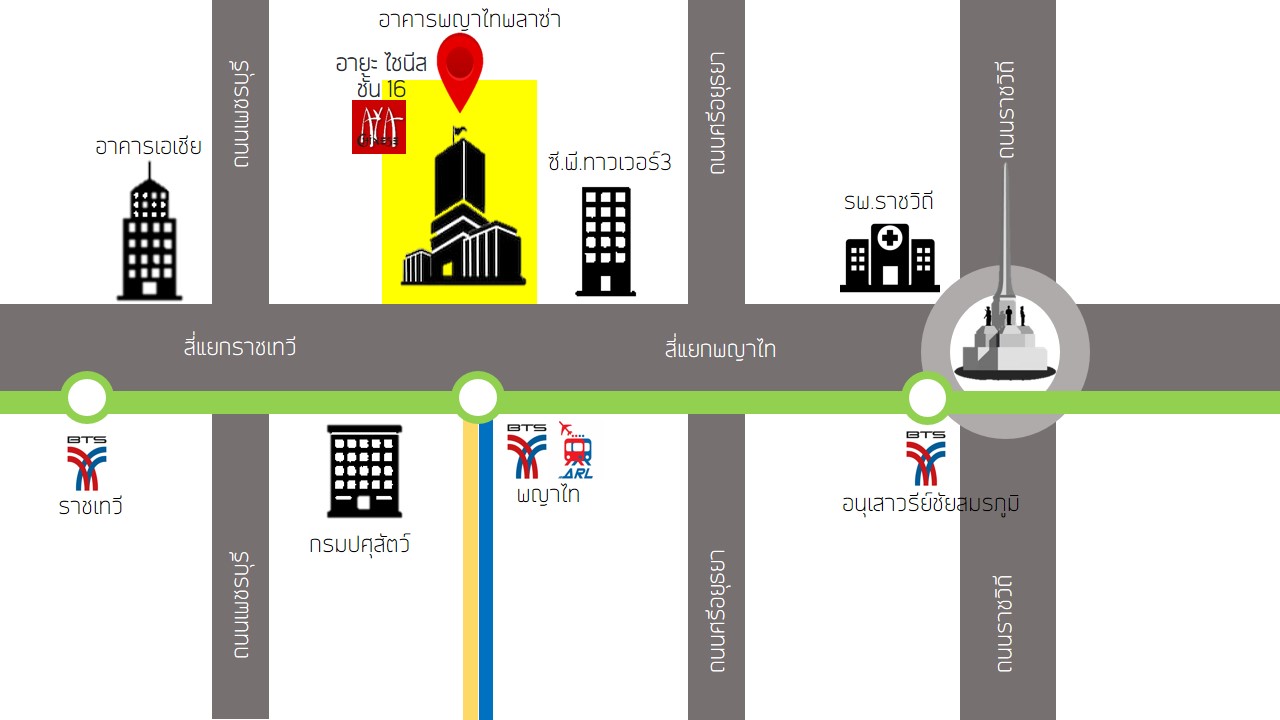 อาคารพญาไทพลาซ่า
อายะ ไชนีส
ชั้น 16
AYA
ถนนเพชรบุรี
ถนนศรีอยุธยา
ถนนราชวิถี
อาคารเอเชีย
ซี.พี.ทาวเวอร์3
รพ.ราชวิถี
สี่แยกราชเทวี
สี่แยกพญาไท
BTS
ราชเทวี
กรมปศุสัตว์
BTS
ARL
พญาไท
BTS
อนุเสาวรีย์ชัยสมรภูมิ
ถนนเพชรบุรี
ถนนศรีอยุธยา
ถนนราชวิถี